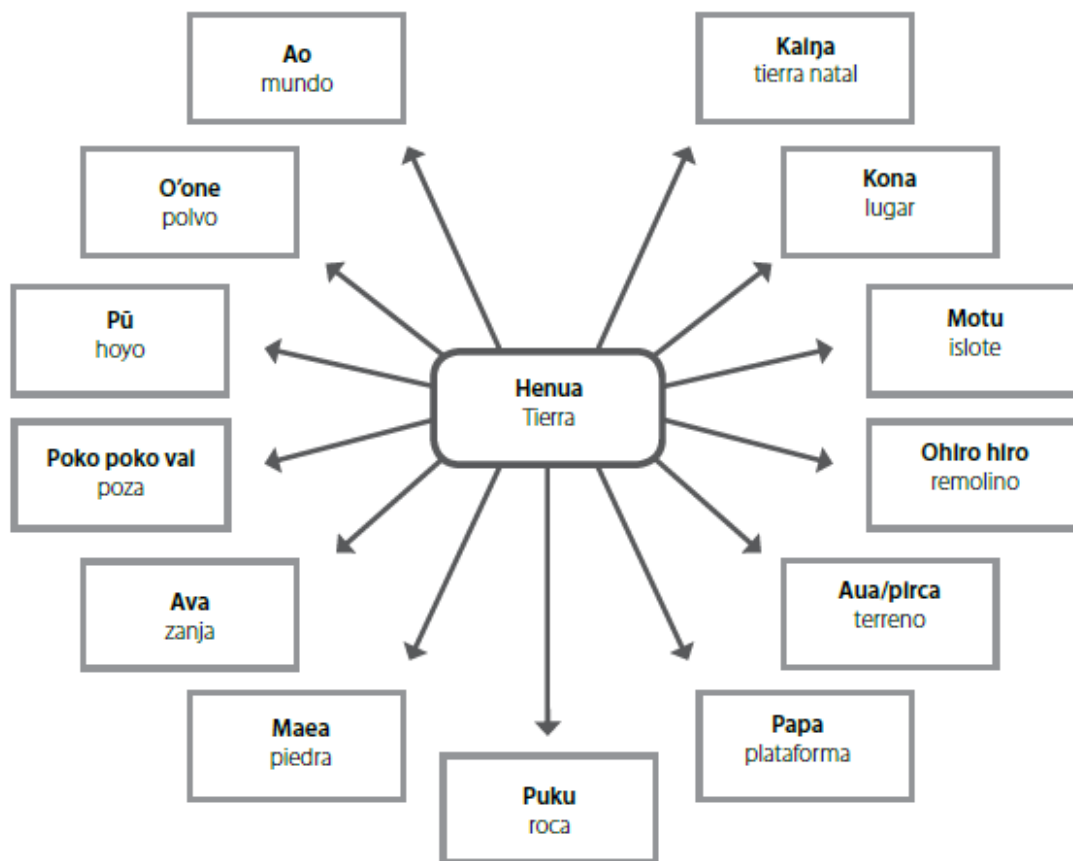 Ao
mundo
Kaiŋa
tierra natal
O'one
polvo
Kona
lugar
Pū
hoyo
Motu
islote
Henua
Tierra
Poko poko vai
poza
Ohiro hiro
remolino
Ava
zanja
Aua/pirca
terreno
Maea
piedra
Papa
plataforma
Puku
roca